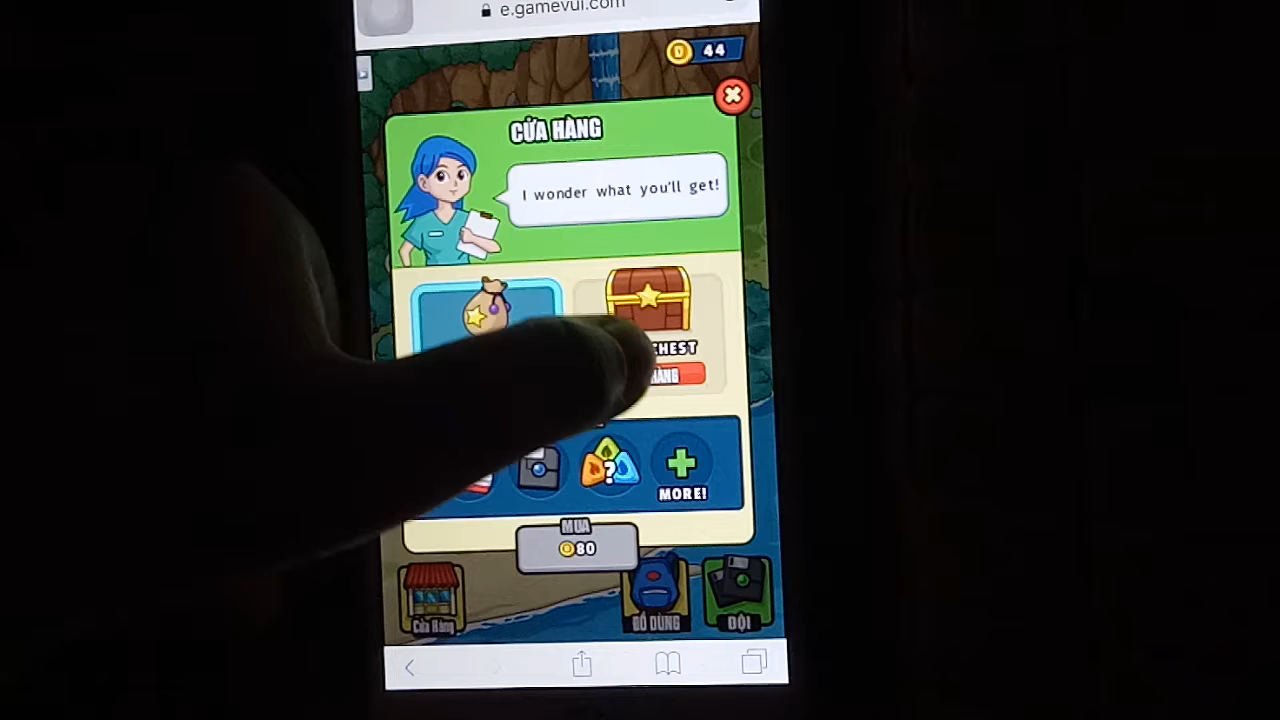 e.gamevui.com
44
CỬA HÀNG
I wonder what you'll get!
CHEST
HÀNG
MORE!
MUA
80
Cửa Hàng
ĐỒ DÙNG
ĐỘI